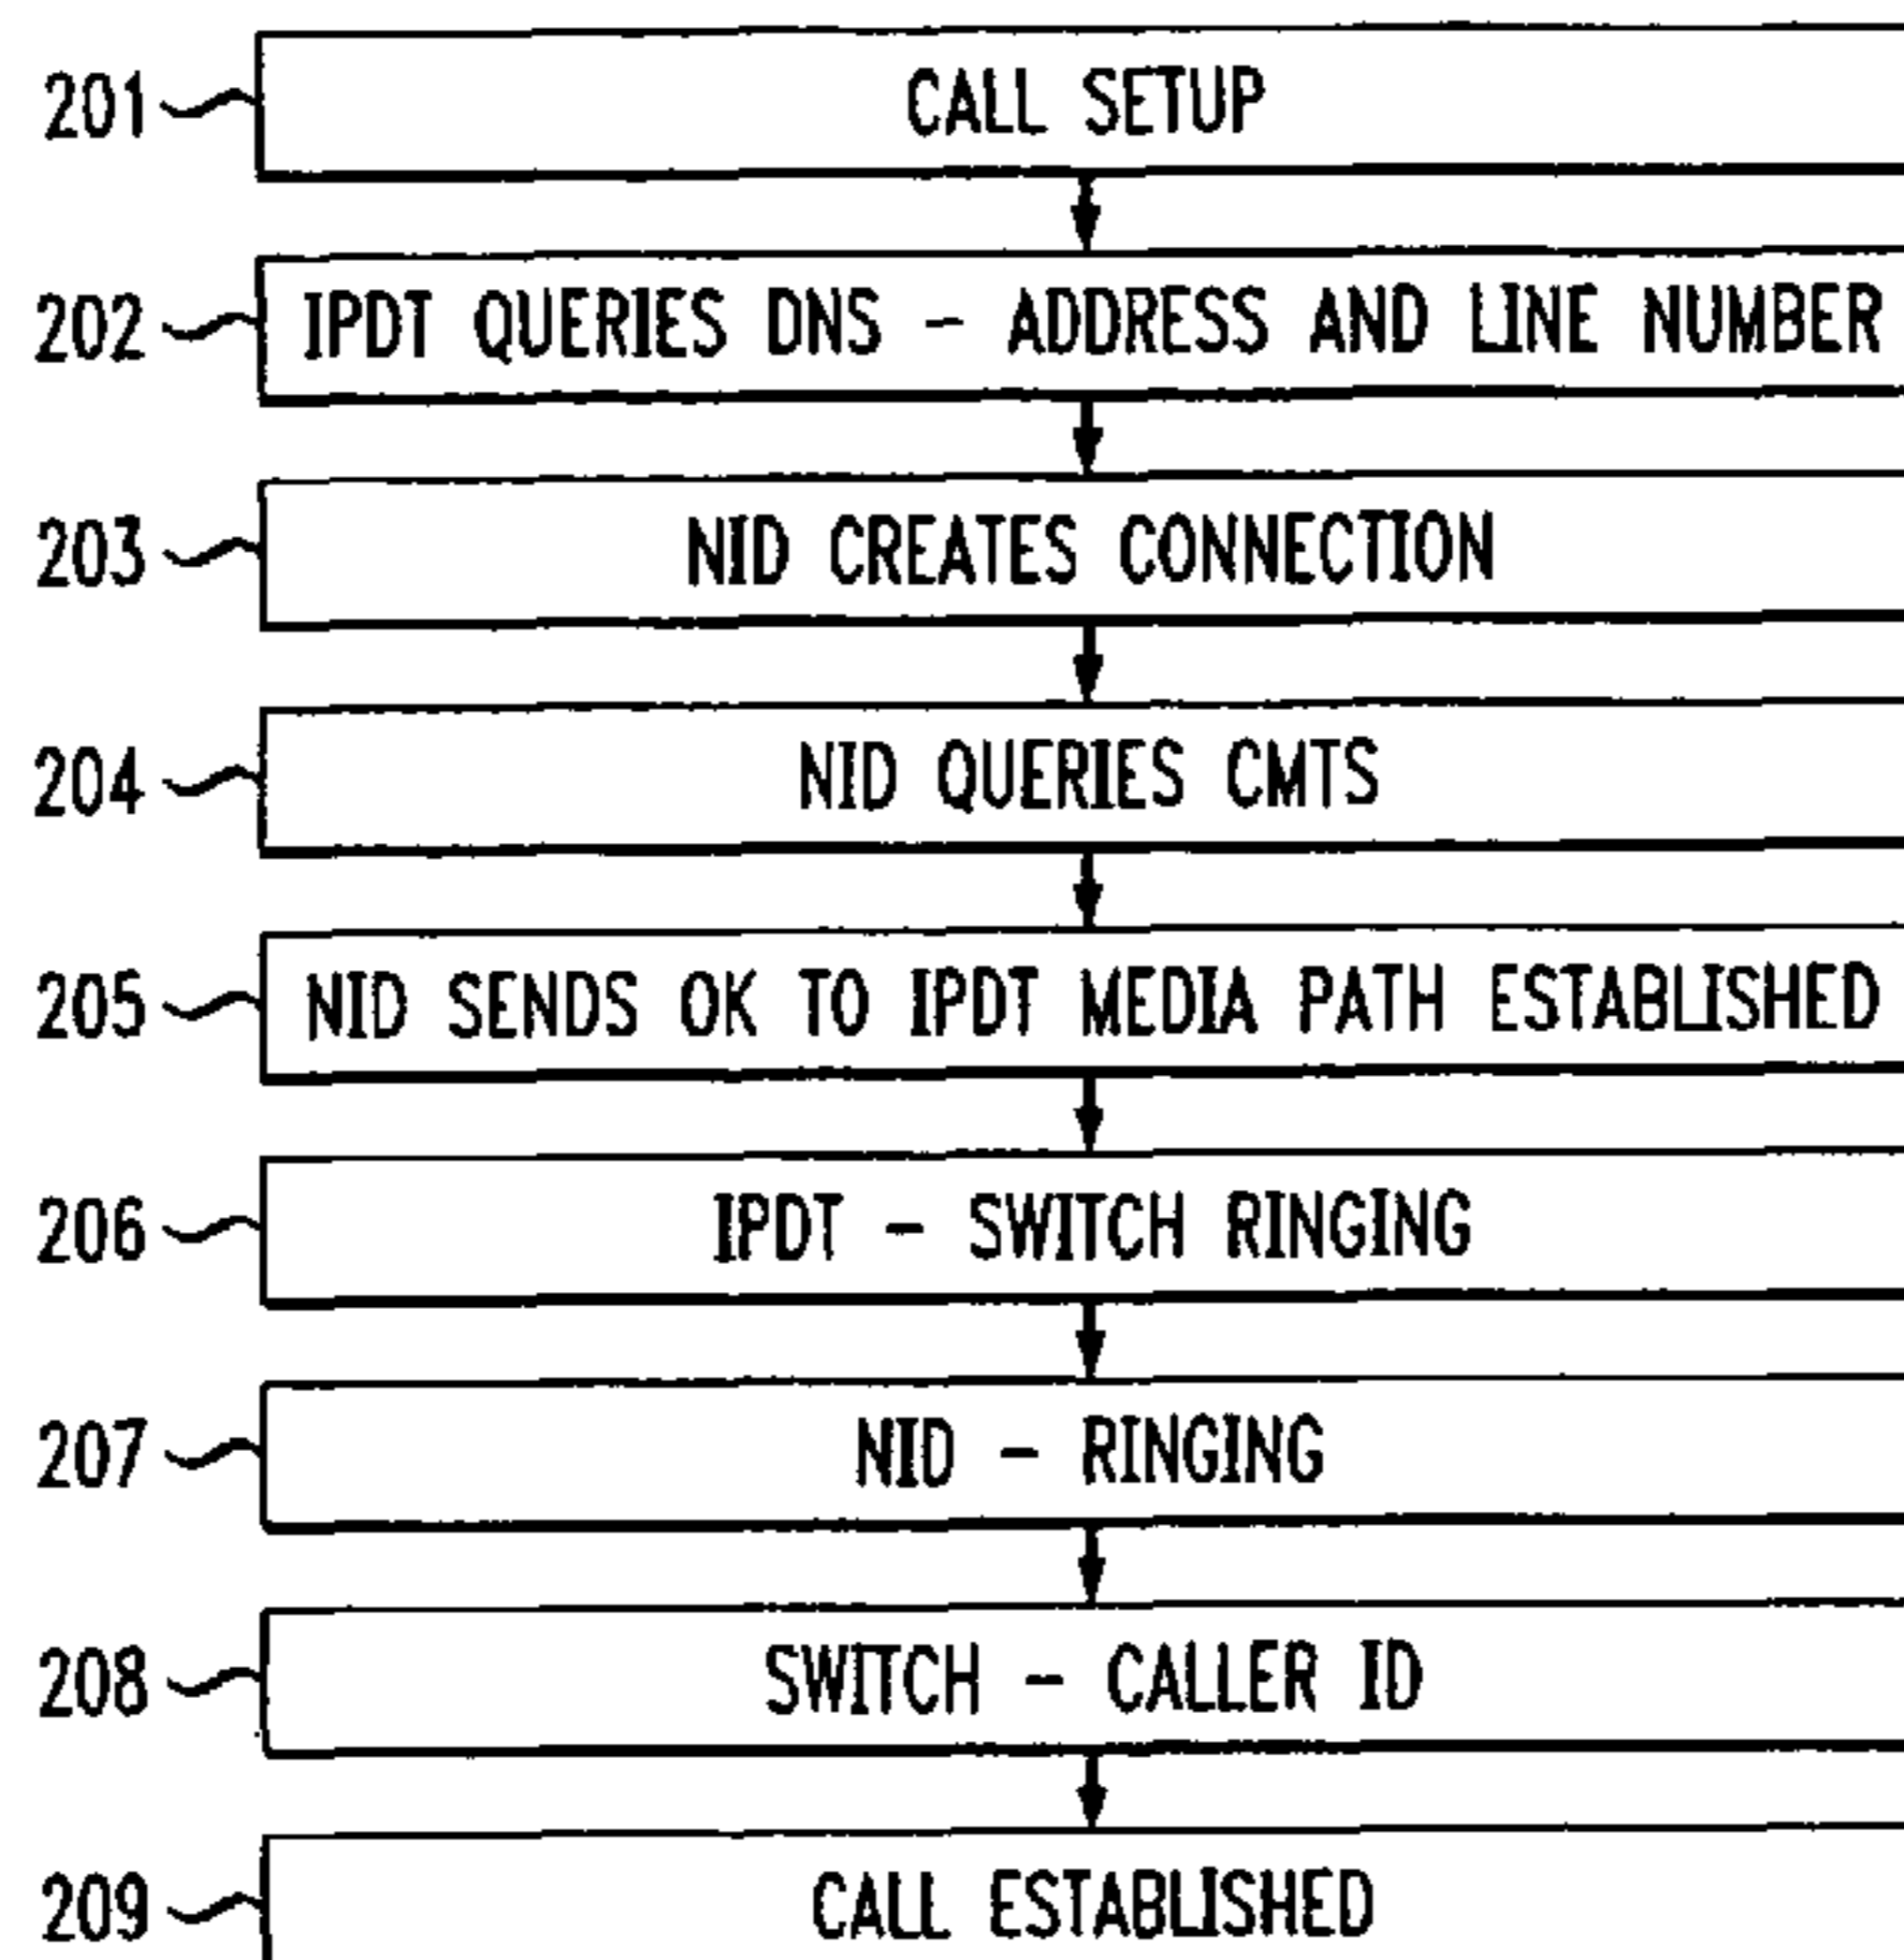 201 CALL SETUP
202 IPDT QUERIES DNS - ADDRESS AND LINE NUMBER
203 NID CREATES CONNECTION
204 NID QUERIES CMTS
205 NID SENDS OK TO IPDT MEDIA PATH ESTABLISHED
206 IPDT - SWITCH RINGING
207 NID - RINGING
208 SWITCH - CALLER ID
209 CALL ESTABLISHED